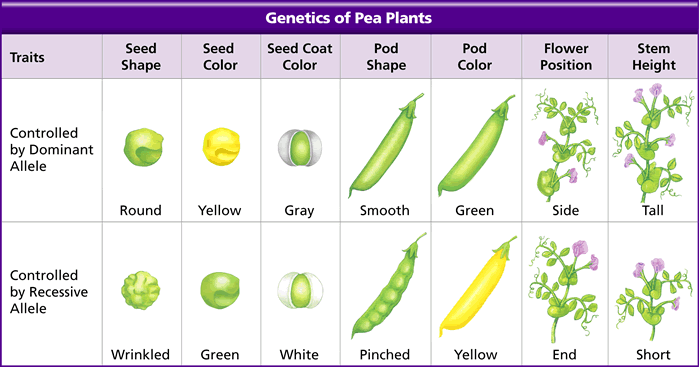 Genetics of Pea Plants
Traits
Seed Shape
Seed Color
Seed Coat Color
Pod Shape
Pod Color
Flower Position
Stem Height
Controlled
by Dominant
Allele
Round
Yellow
Gray
Smooth
Green
Side
Tall
Controlled
by Recessive
Allele
Wrinkled
Green
White
Pinched
Yellow
End
Short